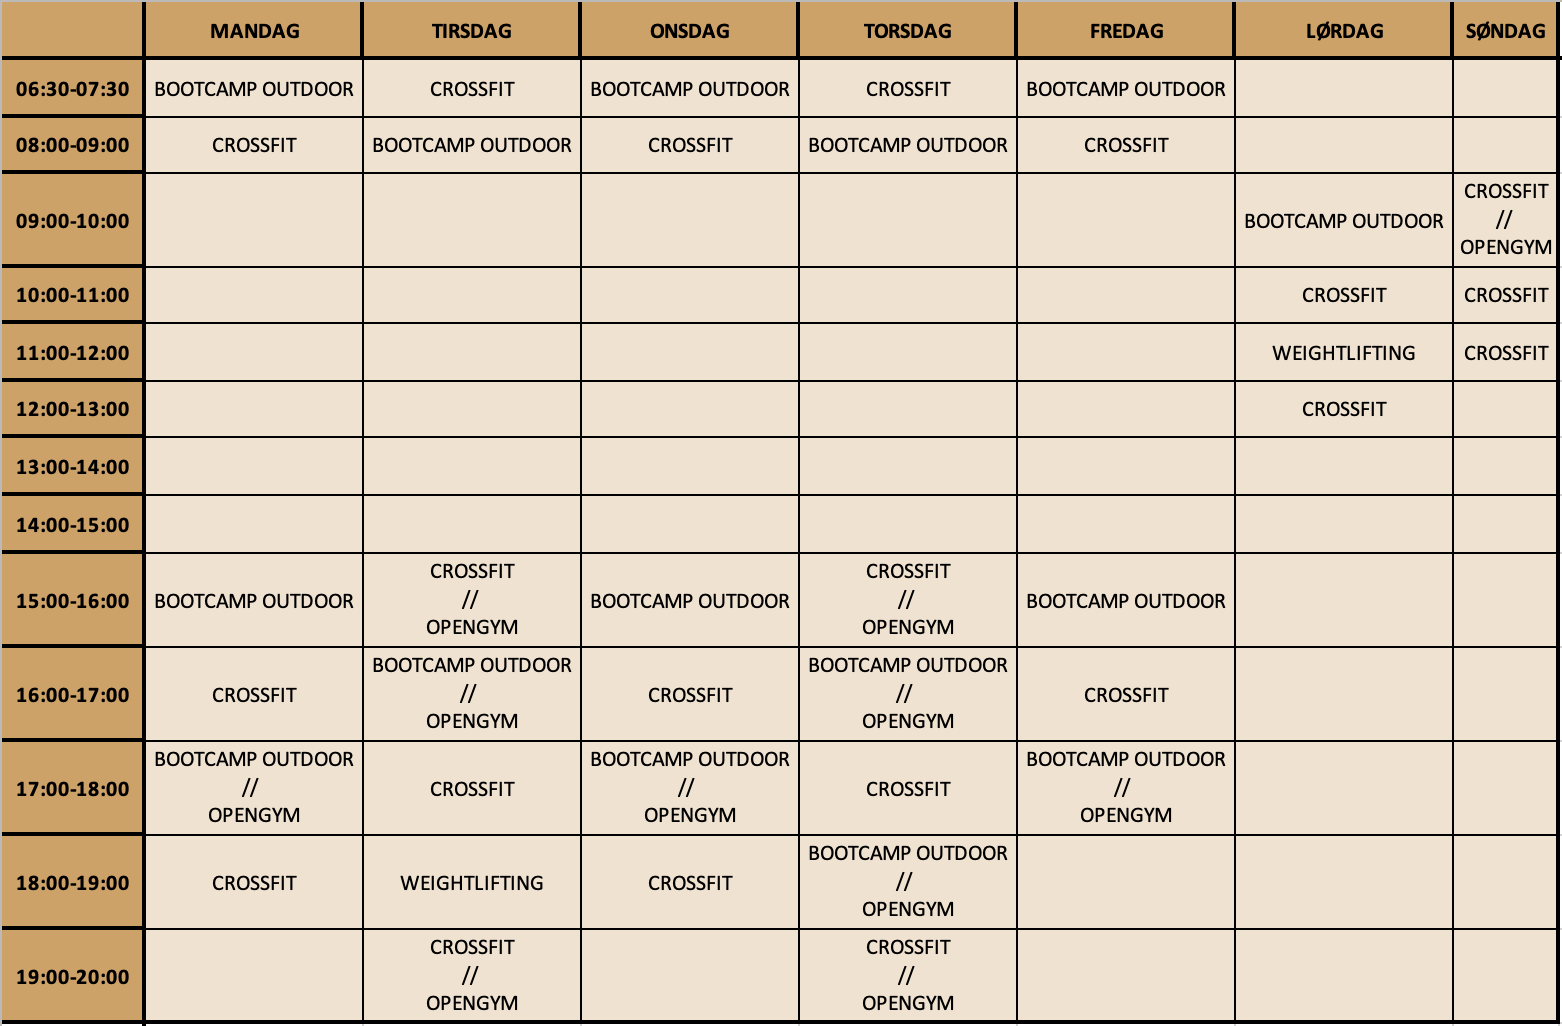 MANDAG TIRSDAG ONSDAG TORSDAG FREDAG LØRDAG SØNDAG
06:30-07:30 BOOTCAMP OUTDOOR CROSSFIT BOOTCAMP OUTDOOR CROSSFIT BOOTCAMP OUTDOOR
08:00-09:00 CROSSFIT BOOTCAMP OUTDOOR CROSSFIT BOOTCAMP OUTDOOR CROSSFIT
CROSSFIT
09:00-10:00 BOOTCAMP OUTDOOR //
OPENGYM
10:00-11:00 CROSSFIT CROSSFIT
11:00-12:00 WEIGHTLIFTING CROSSFIT
12:00-13:00 CROSSFIT
13:00-14:00
14:00-15:00
CROSSFIT CROSSFIT
15:00-16:00 BOOTCAMP OUTDOOR // BOOTCAMP OUTDOOR // BOOTCAMP OUTDOOR
OPENGYM OPENGYM
BOOTCAMP OUTDOOR BOOTCAMP OUTDOOR
16:00-17:00 CROSSFIT // CROSSFIT // CROSSFIT
OPENGYM OPENGYM
BOOTCAMP OUTDOOR BOOTCAMP OUTDOOR BOOTCAMP OUTDOOR
17:00-18:00 // CROSSFIT // CROSSFIT //
OPENGYM OPENGYM OPENGYM
BOOTCAMP OUTDOOR
18:00-19:00 CROSSFIT WEIGHTLIFTING CROSSFIT //
OPENGYM
CROSSFIT CROSSFIT
19:00-20:00 // //
OPENGYM OPENGYM